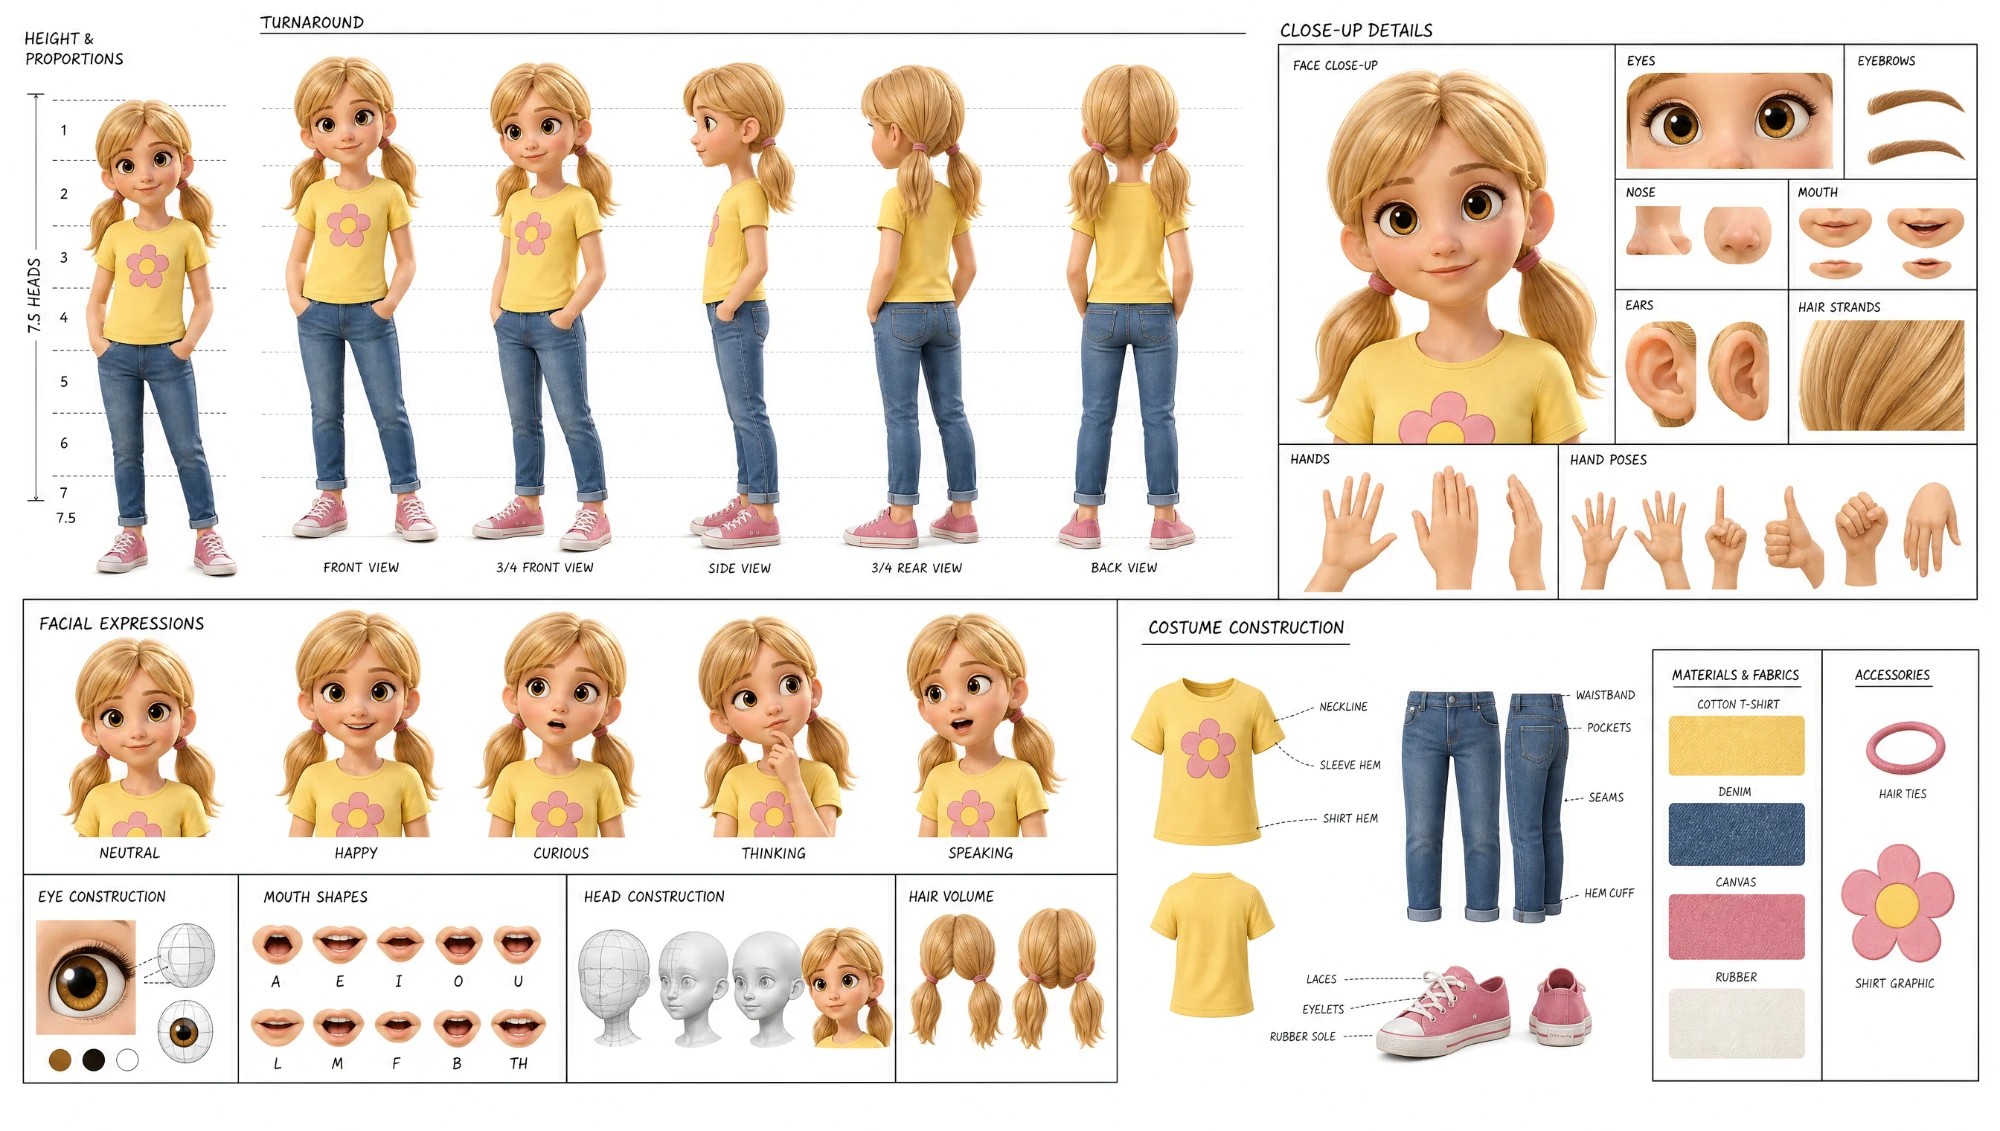 HEIGHT &
PROPORTIONS
7.5 HEADS
1
2
3
4
5
6
7
7.5
TURNAROUND
FRONT VIEW
3/4 FRONT VIEW
SIDE VIEW
3/4 REAR VIEW
BACK VIEW
CLOSE-UP DETAILS
FACE CLOSE-UP
EYES
EYEBROWS
NOSE
MOUTH
EARS
HAIR STRANDS
HANDS
HAND POSES
FACIAL EXPRESSIONS
NEUTRAL
HAPPY
CURIOUS
THINKING
SPEAKING
EYE CONSTRUCTION
MOUTH SHAPES
A
E
I
O
U
L
M
F
B
TH
HEAD CONSTRUCTION
HAIR VOLUME
COSTUME CONSTRUCTION
NECKLINE
SLEEVE HEM
SHIRT HEM
WAISTBAND
POCKETS
SEAMS
HEM CUFF
LACES
EYELETS
RUBBER SOLE
MATERIALS & FABRICS
COTTON T-SHIRT
DENIM
CANVAS
RUBBER
ACCESSORIES
HAIR TIES
SHIRT GRAPHIC